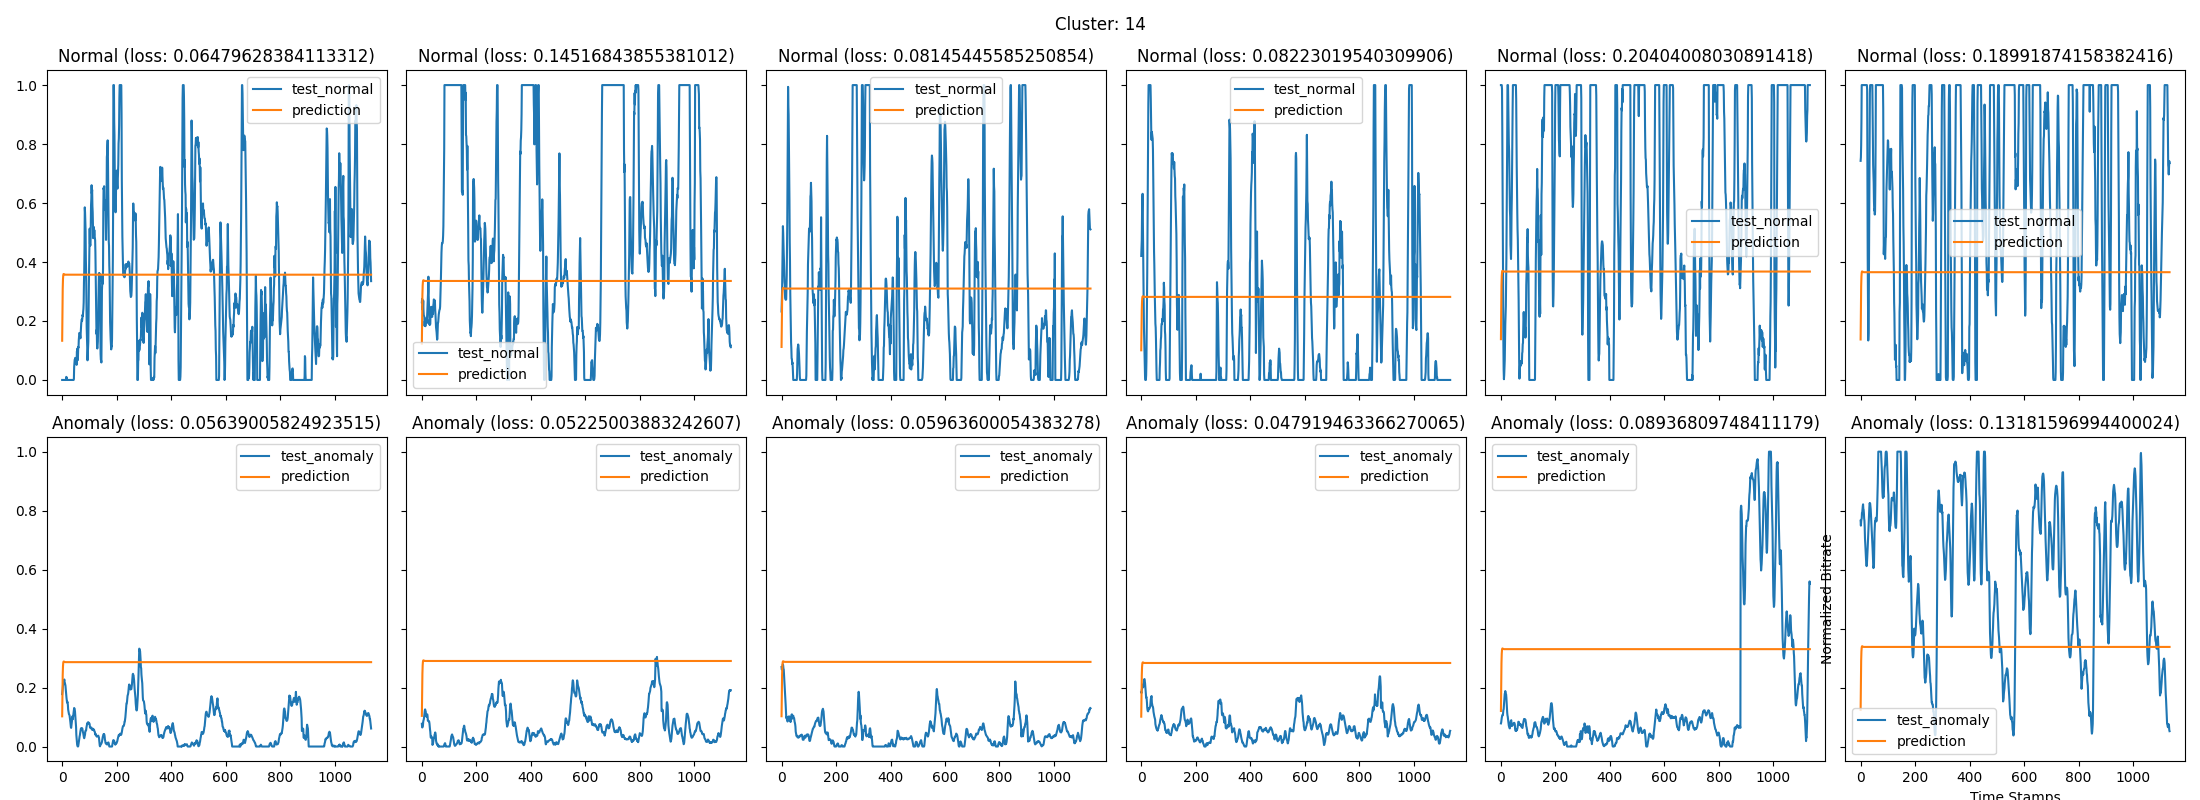 Cluster: 14
Normal (loss: 0.06479628384113312)
Normal (loss: 0.14516843855381012)
Normal (loss: 0.08145445585250854)
Normal (loss: 0.08223019540309906)
Normal (loss: 0.20404008030891418)
Normal (loss: 0.18991874158382416)
1.0
0.8
0.6
0.4
0.2
0.0
test_normal
prediction
test_normal
prediction
test_normal
prediction
test_normal
prediction
test_normal
prediction
test_normal
prediction
Anomaly (loss: 0.05639005824923515)
Anomaly (loss: 0.05225003883242607)
Anomaly (loss: 0.05963600054383278)
Anomaly (loss: 0.047919463366270065)
Anomaly (loss: 0.08936809748411179)
Anomaly (loss: 0.13181596994400024)
1.0
0.8
0.6
0.4
0.2
0.0
test_anomaly
prediction
test_anomaly
prediction
test_anomaly
prediction
test_anomaly
prediction
test_anomaly
prediction
test_anomaly
prediction
Normalized Bitrate
0 200 400 600 800 1000
0 200 400 600 800 1000
0 200 400 600 800 1000
0 200 400 600 800 1000
0 200 400 600 800 1000
0 200 400 600 800 1000
Time Stamps